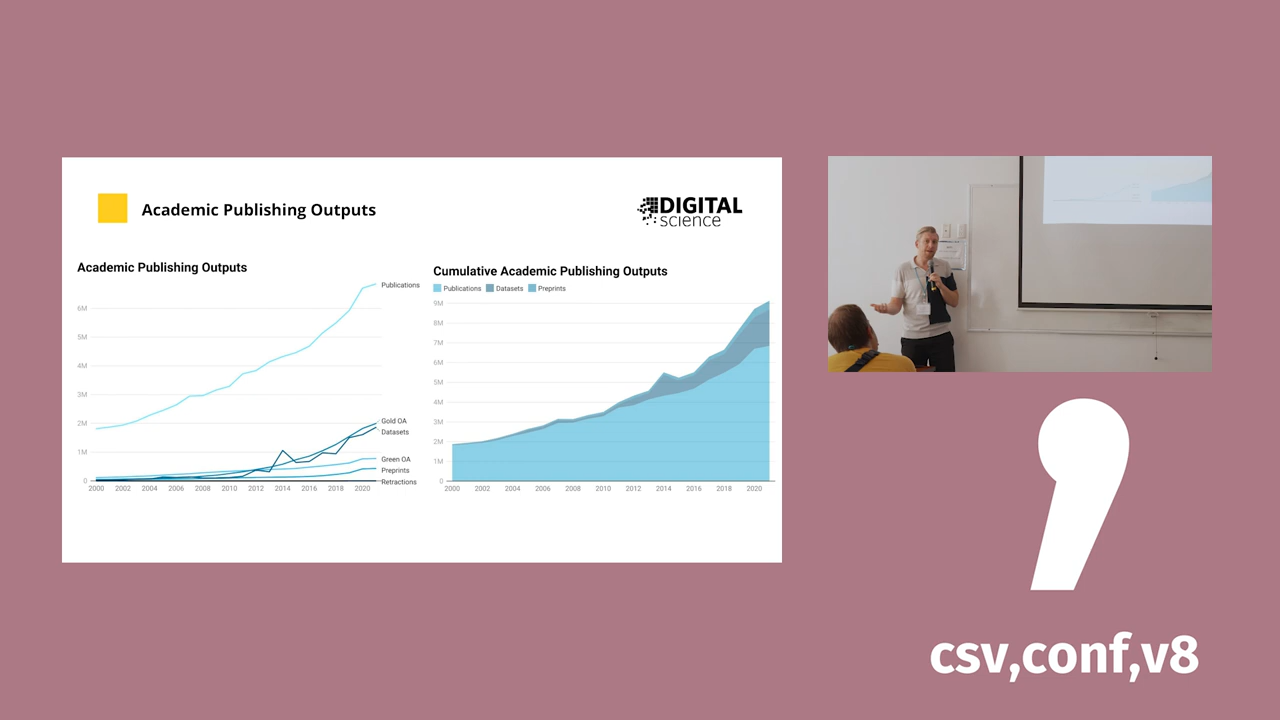 Academic Publishing Outputs
DIGITAL
science
Academic Publishing Outputs
6M
5M
4M
3M
2M
1M
0
2000 2002 2004 2006 2008 2010 2012 2014 2016 2018 2020
Publications
Gold OA
Datasets
Green OA
Preprints
Retractions
Cumulative Academic Publishing Outputs
Publications Datasets Preprints
9M
8M
7M
6M
5M
4M
3M
2M
1M
0
2000 2002 2004 2006 2008 2010 2012 2014 2016 2018 2020
csv,conf,v8